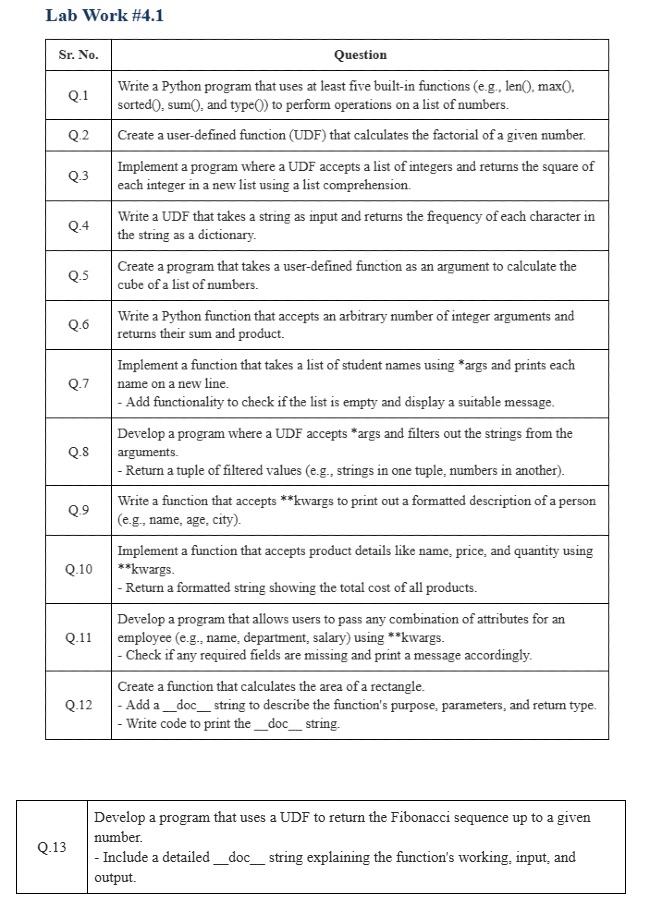 Lab Work #4.1
Sr. No.
Question
Q.1
Write a Python program that uses at least five built-in functions (e.g., len(), max(),
sorted(), sum(), and type()) to perform operations on a list of numbers.
Q.2
Create a user-defined function (UDF) that calculates the factorial of a given number.
Q.3
Implement a program where a UDF accepts a list of integers and returns the square of
each integer in a new list using a list comprehension.
Q.4
Write a UDF that takes a string as input and returns the frequency of each character in
the string as a dictionary.
Q.5
Create a program that takes a user-defined function as an argument to calculate the
cube of a list of numbers.
Q.6
Write a Python function that accepts an arbitrary number of integer arguments and
returns their sum and product.
Q.7
Implement a function that takes a list of student names using *args and prints each
name on a new line.
- Add functionality to check if the list is empty and display a suitable message.
Q.8
Develop a program where a UDF accepts *args and filters out the strings from the
arguments.
- Return a tuple of filtered values (e.g., strings in one tuple, numbers in another).
Q.9
Write a function that accepts **kwargs to print out a formatted description of a person
(e.g., name, age, city).
Q.10
Implement a function that accepts product details like name, price, and quantity using
**kwargs.
- Return a formatted string showing the total cost of all products.
Q.11
Develop a program that allows users to pass any combination of attributes for an
employee (e.g., name, department, salary) using **kwargs.
- Check if any required fields are missing and print a message accordingly.
Q.12
Create a function that calculates the area of a rectangle.
- Add a __doc__ string to describe the function's purpose, parameters, and return type.
- Write code to print the __doc__ string.
Q.13
Develop a program that uses a UDF to return the Fibonacci sequence up to a given
number.
- Include a detailed __doc__ string explaining the function's working, input, and
output.